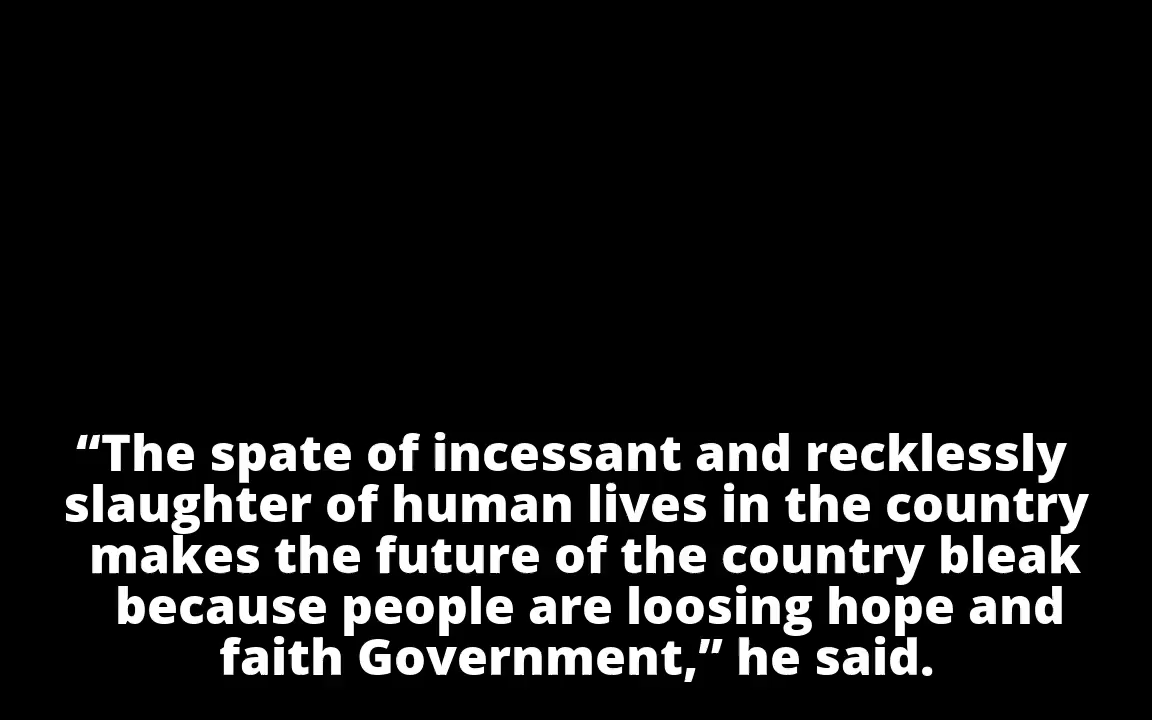 “The spate of incessant and recklessly
slaughter of human lives in the country
makes the future of the country bleak
because people are loosing hope and
faith Government,” he said.